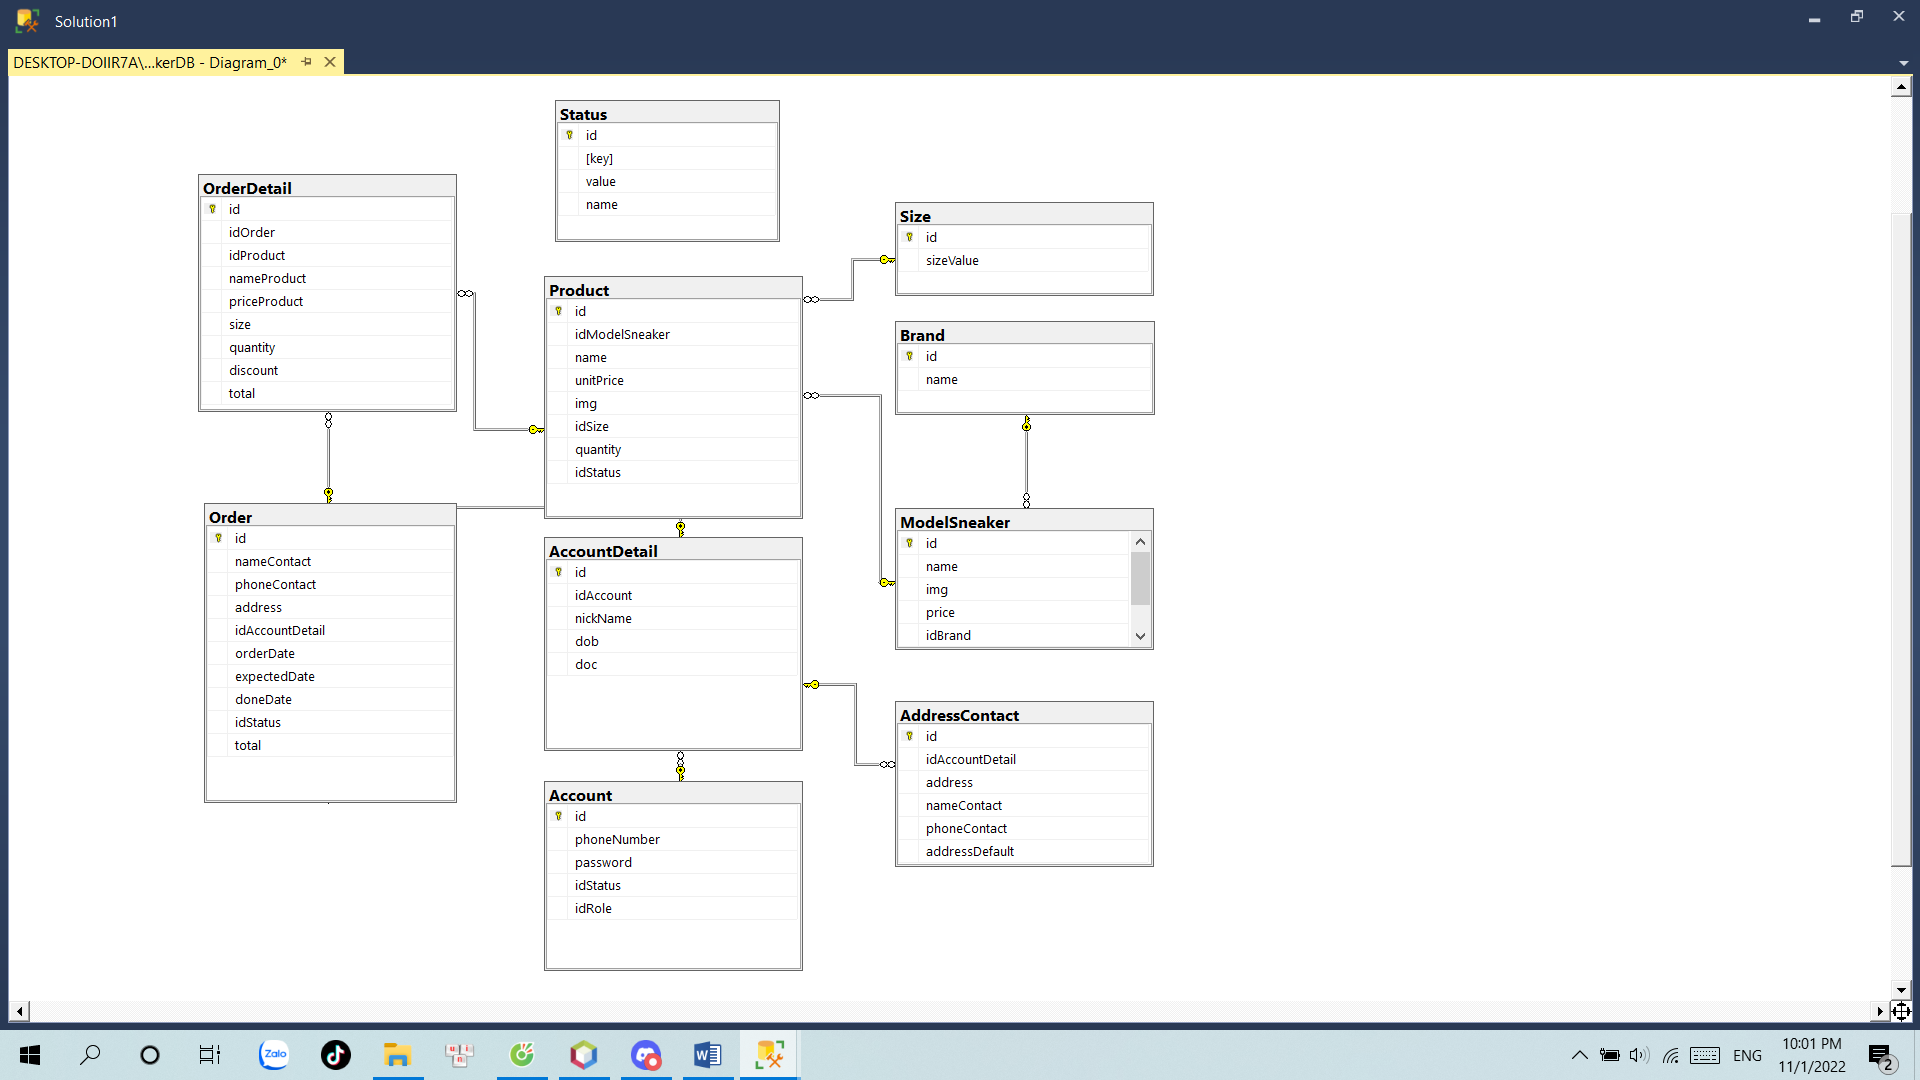 Solution1
DESKTOP-DOIIR7A\...kerDB - Diagram_0*
Status
id
[key]
value
name
OrderDetail
id
idOrder
idProduct
nameProduct
priceProduct
size
quantity
discount
total
Size
id
sizeValue
Product
id
idModelSneaker
name
unitPrice
img
idSize
quantity
idStatus
Brand
id
name
Order
id
nameContact
phoneContact
address
idAccountDetail
orderDate
expectedDate
doneDate
idStatus
total
AccountDetail
id
idAccount
nickName
dob
doc
ModelSneaker
id
name
img
price
idBrand
AddressContact
id
idAccountDetail
address
nameContact
phoneContact
addressDefault
Account
id
phoneNumber
password
idStatus
idRole
Zalo
ENG
10:01 PM
11/1/2022
2